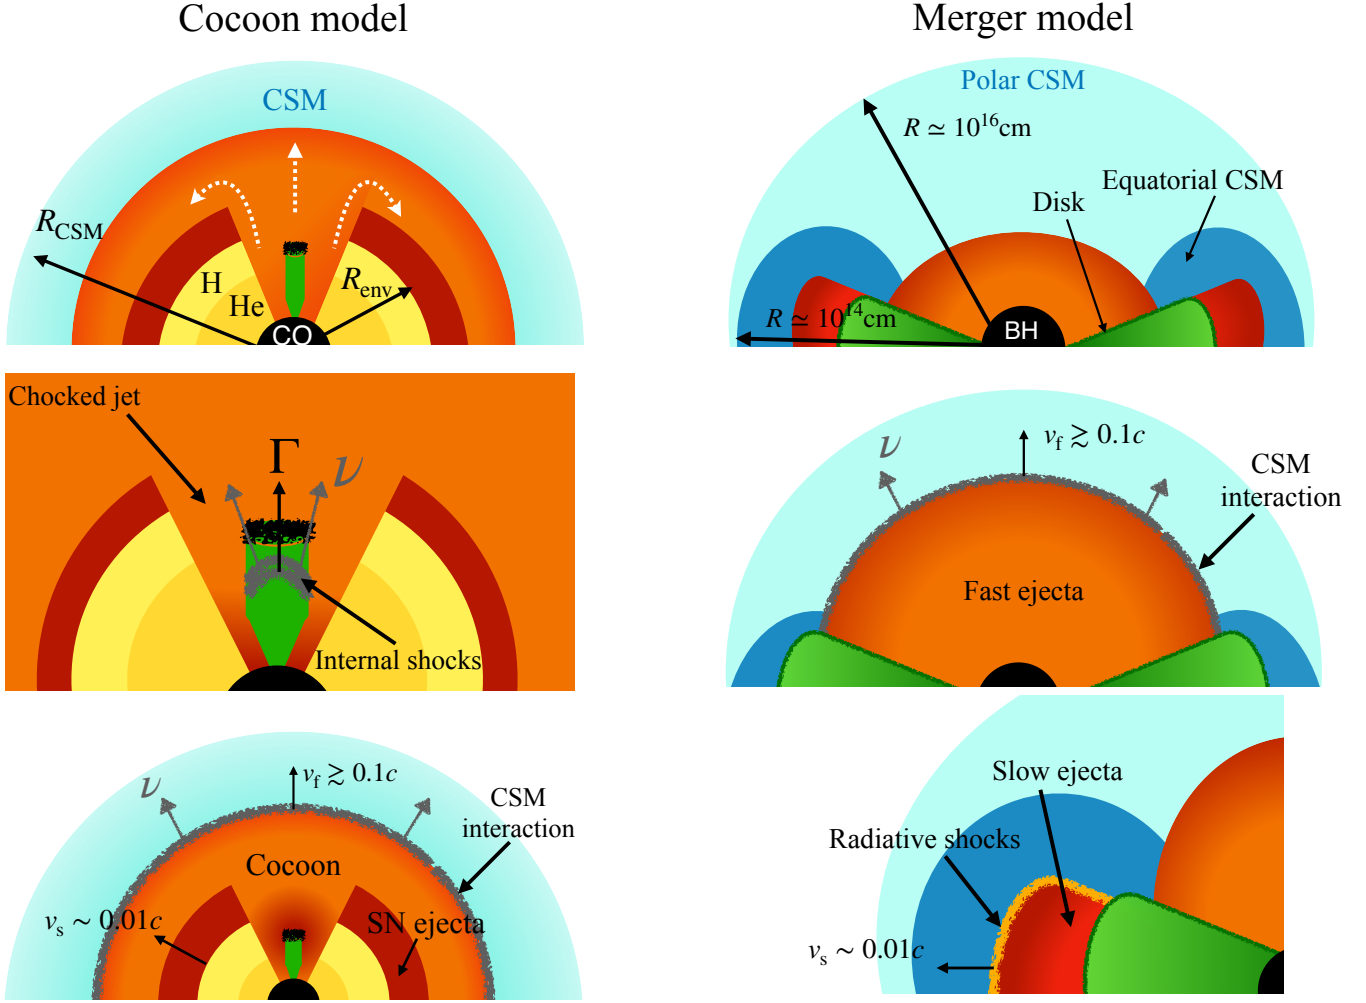 Cocoon model
CSM
R_CSM
H
He
R_env
CO
Chocked jet
Γ
ν
Internal shocks
ν
v_f ≳ 0.1c
CSM
interaction
Cocoon
v_s ∼ 0.01c
SN ejecta
Merger model
Polar CSM
R ≃ 10^16cm
Equatorial CSM
Disk
R ≃ 10^14cm
BH
ν
v_f ≳ 0.1c
CSM
interaction
Fast ejecta
Slow ejecta
Radiative shocks
v_s ∼ 0.01c